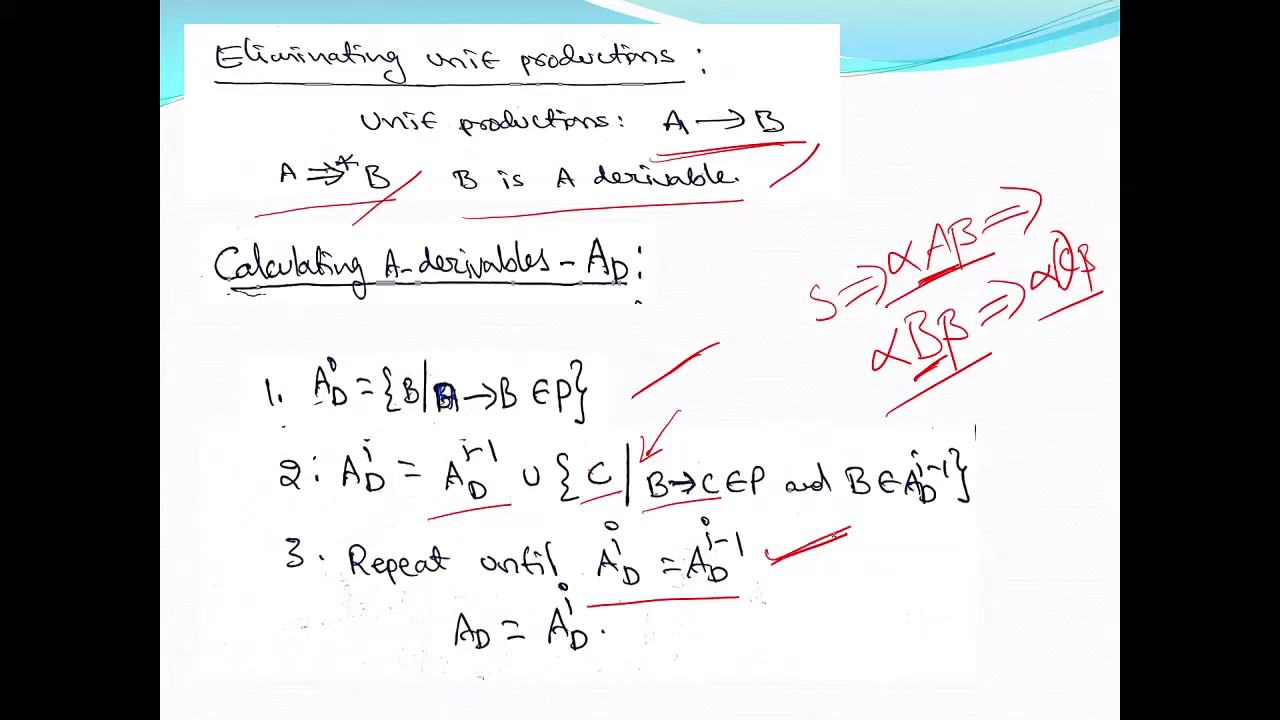 Eliminating unit productions :
Unit productions: A → B
A ⇒* B B is A derivable.
Calculating A-derivables - A_D :
S ⇒ αAβ ⇒
αBβ ⇒ αCβ
1. A_D^0 = {B | A → B ∈ P}
2: A_D^i = A_D^{i-1} ∪ {C | B → C ∈ P and B ∈ A_D^{i-1}}
3. Repeat until A_D^i = A_D^{i-1}
A_D = A_D^i .